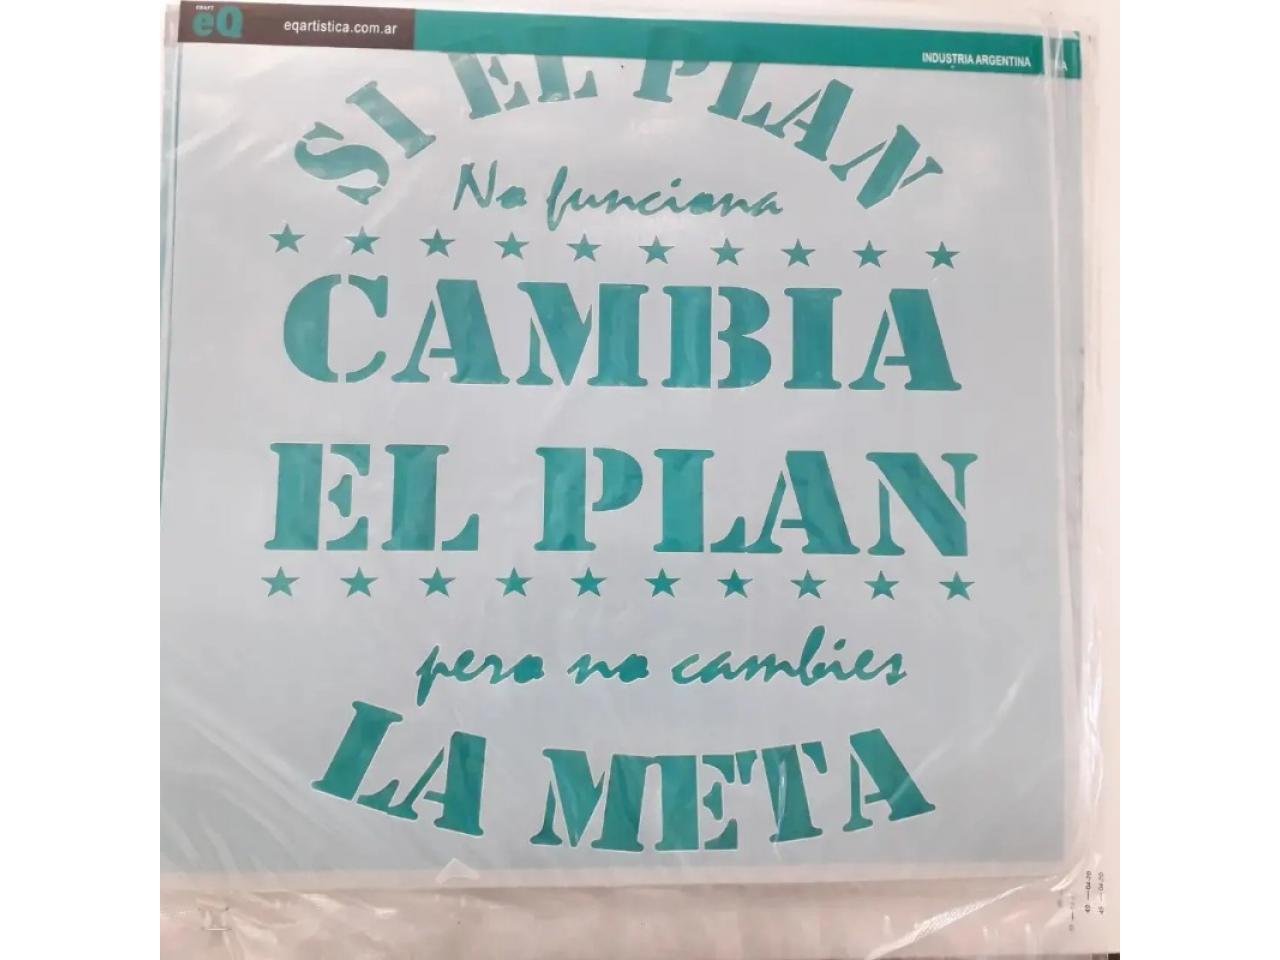 CRAFT
eQ
eqartistica.com.ar
INDUSTRIA ARGENTINA
SI EL PLAN
No funciona
CAMBIA
EL PLAN
pero no cambies
LA META